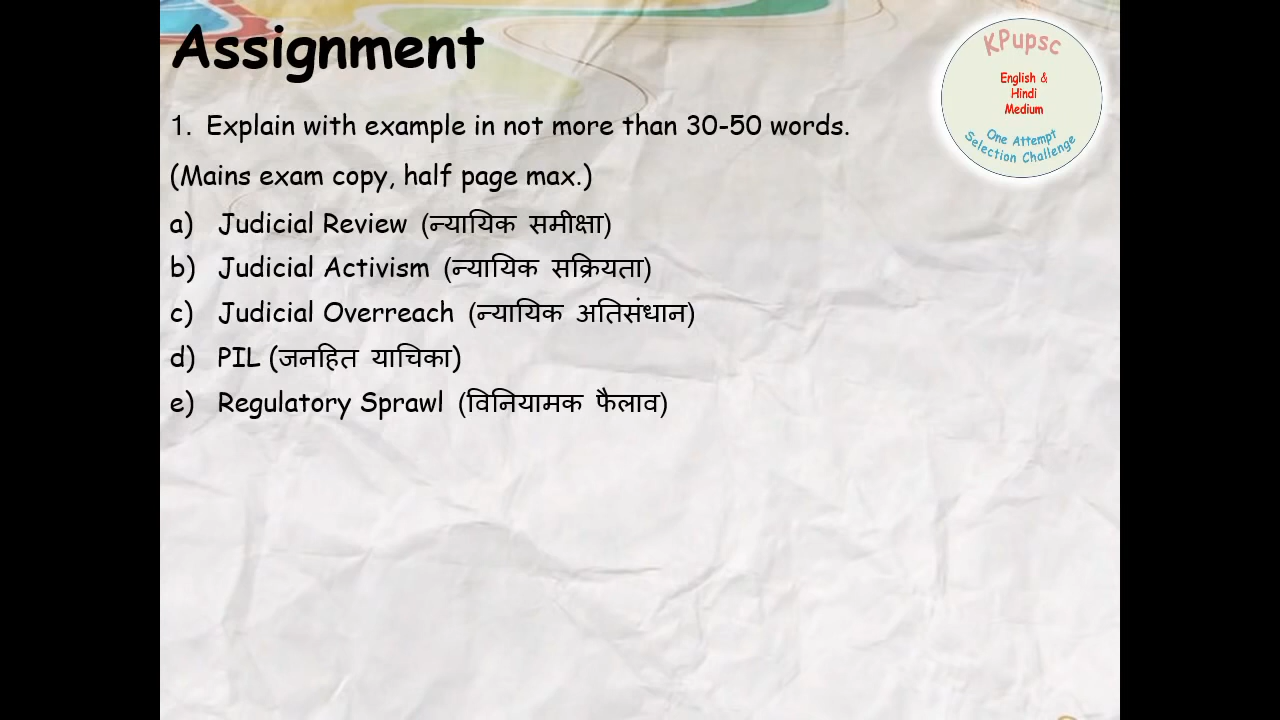 Assignment
KPupsc
English &
Hindi
Medium
One Attempt
Selection Challenge
1. Explain with example in not more than 30-50 words.
(Mains exam copy, half page max.)
a) Judicial Review (न्यायिक समीक्षा)
b) Judicial Activism (न्यायिक सक्रियता)
c) Judicial Overreach (न्यायिक अतिसंधान)
d) PIL (जनहित याचिका)
e) Regulatory Sprawl (विनियामक फैलाव)